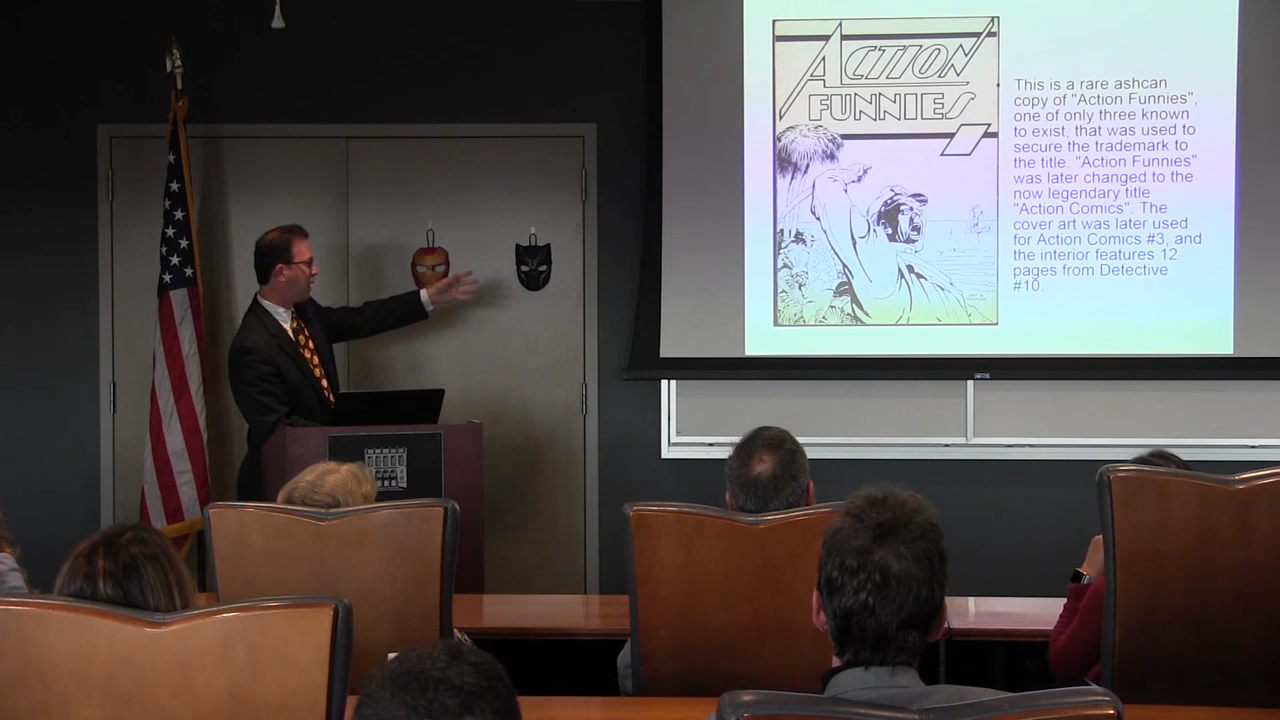 ACTION
FUNNIES
This is a rare ashcan
copy of "Action Funnies",
one of only three known
to exist, that was used to
secure the trademark to
the title. "Action Funnies"
was later changed to the
now legendary title
"Action Comics". The
cover art was later used
for Action Comics #3, and
the interior features 12
pages from Detective
#10.